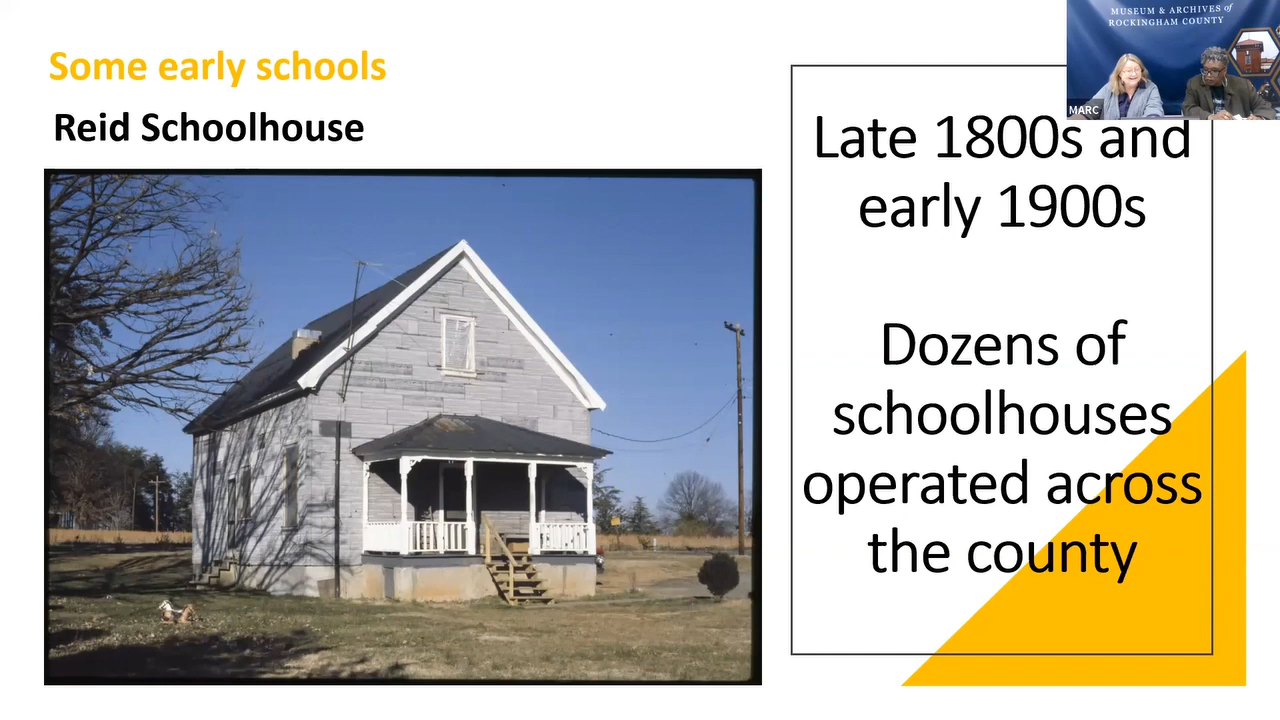 Some early schools
Reid Schoolhouse
MUSEUM & ARCHIVES of
ROCKINGHAM COUNTY
MARC
Late 1800s and
early 1900s
Dozens of
schoolhouses
operated across
the county